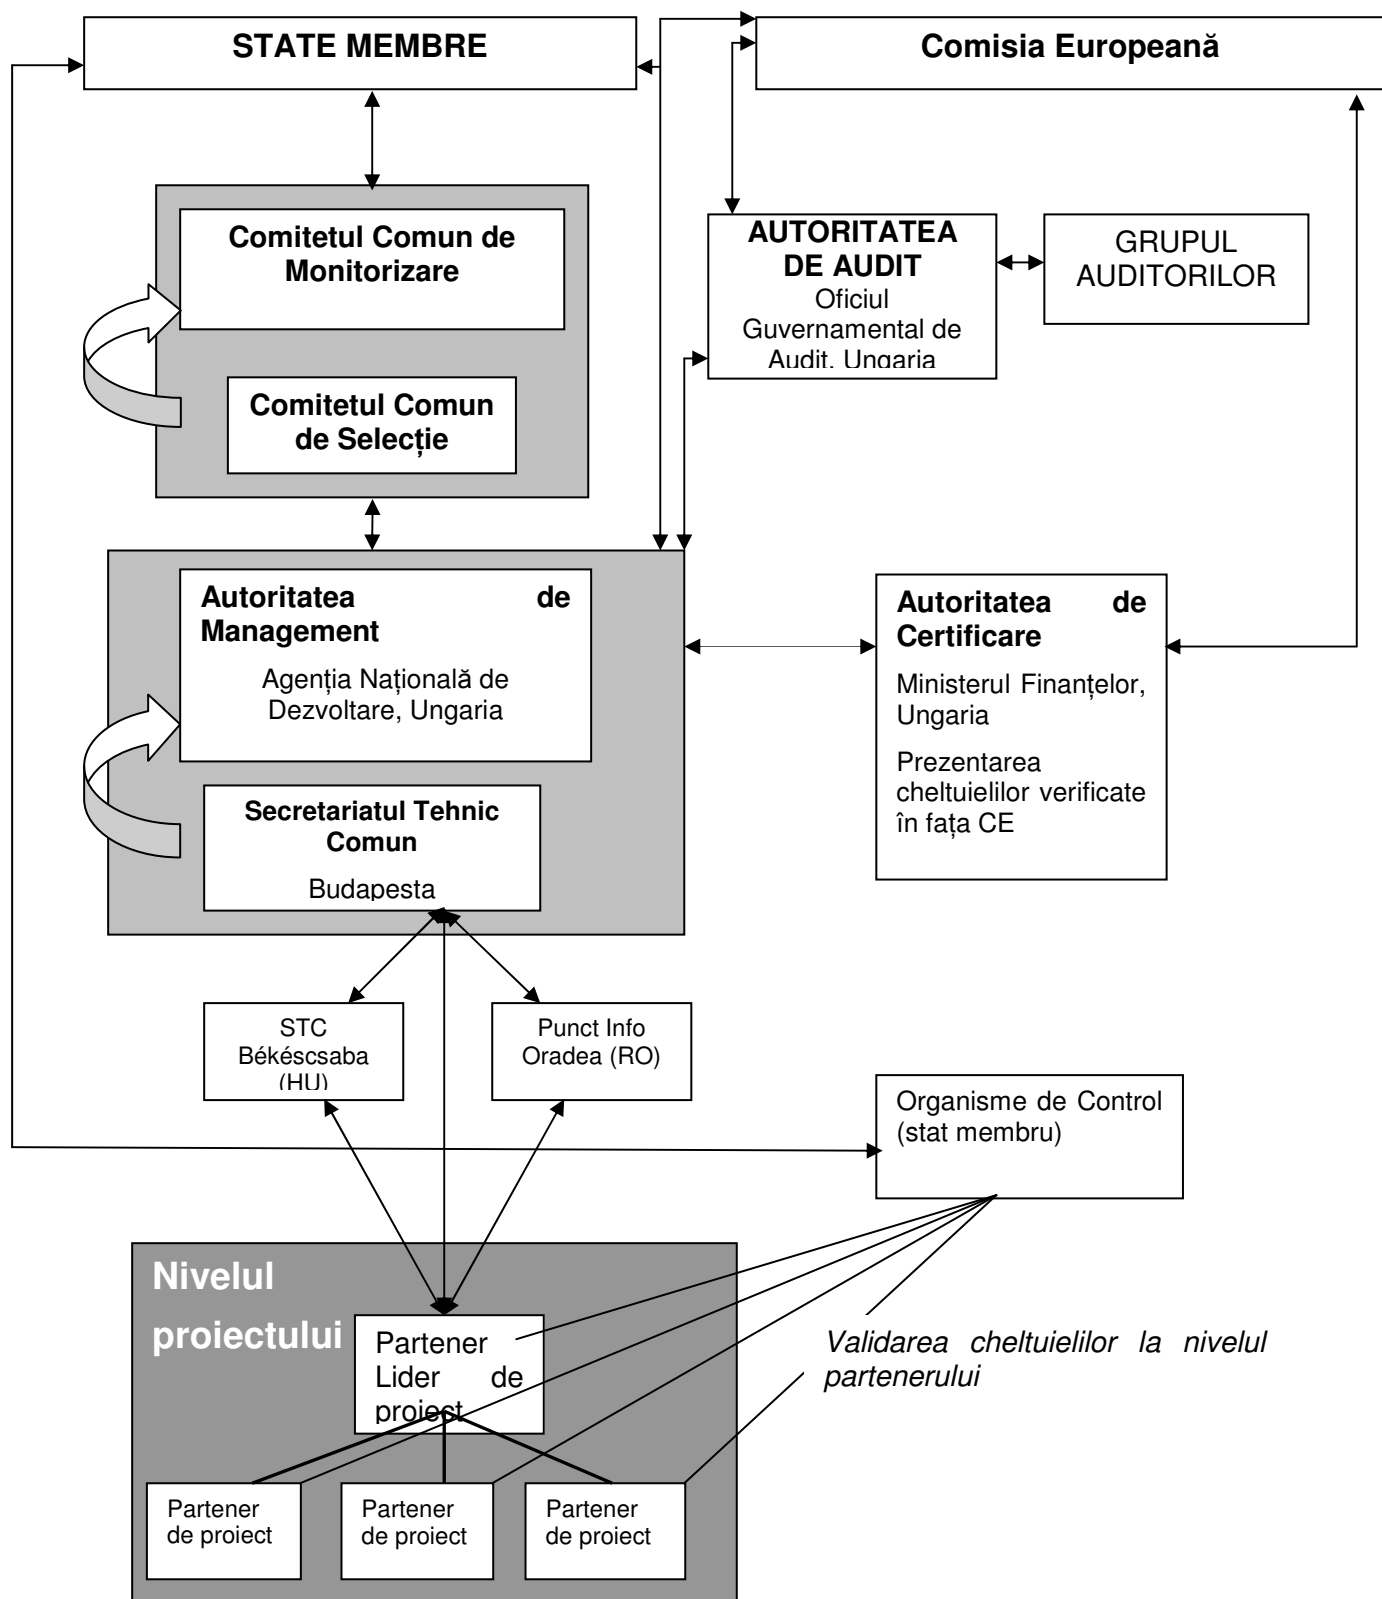 STATE MEMBRE
Comisia Europeană
Comitetul Comun de
Monitorizare
AUTORITATEA
DE AUDIT
Oficiul
Guvernamental de
Audit, Ungaria
GRUPUL
AUDITORILOR
Comitetul Comun
de Selecție
Autoritatea de
Management
Agenția Națională de
Dezvoltare, Ungaria
Autoritatea de
Certificare
Ministerul Finanțelor,
Ungaria
Prezentarea
cheltuielilor verificate
în fața CE
Secretariatul Tehnic
Comun
Budapesta
STC
Békéscsaba
(HU)
Punct Info
Oradea (RO)
Organisme de Control
(stat membru)
Nivelul
proiectului
Partener
Lider de
proiect
Validarea cheltuielilor la nivelul
partenerului
Partener
de proiect
Partener
de proiect
Partener
de proiect